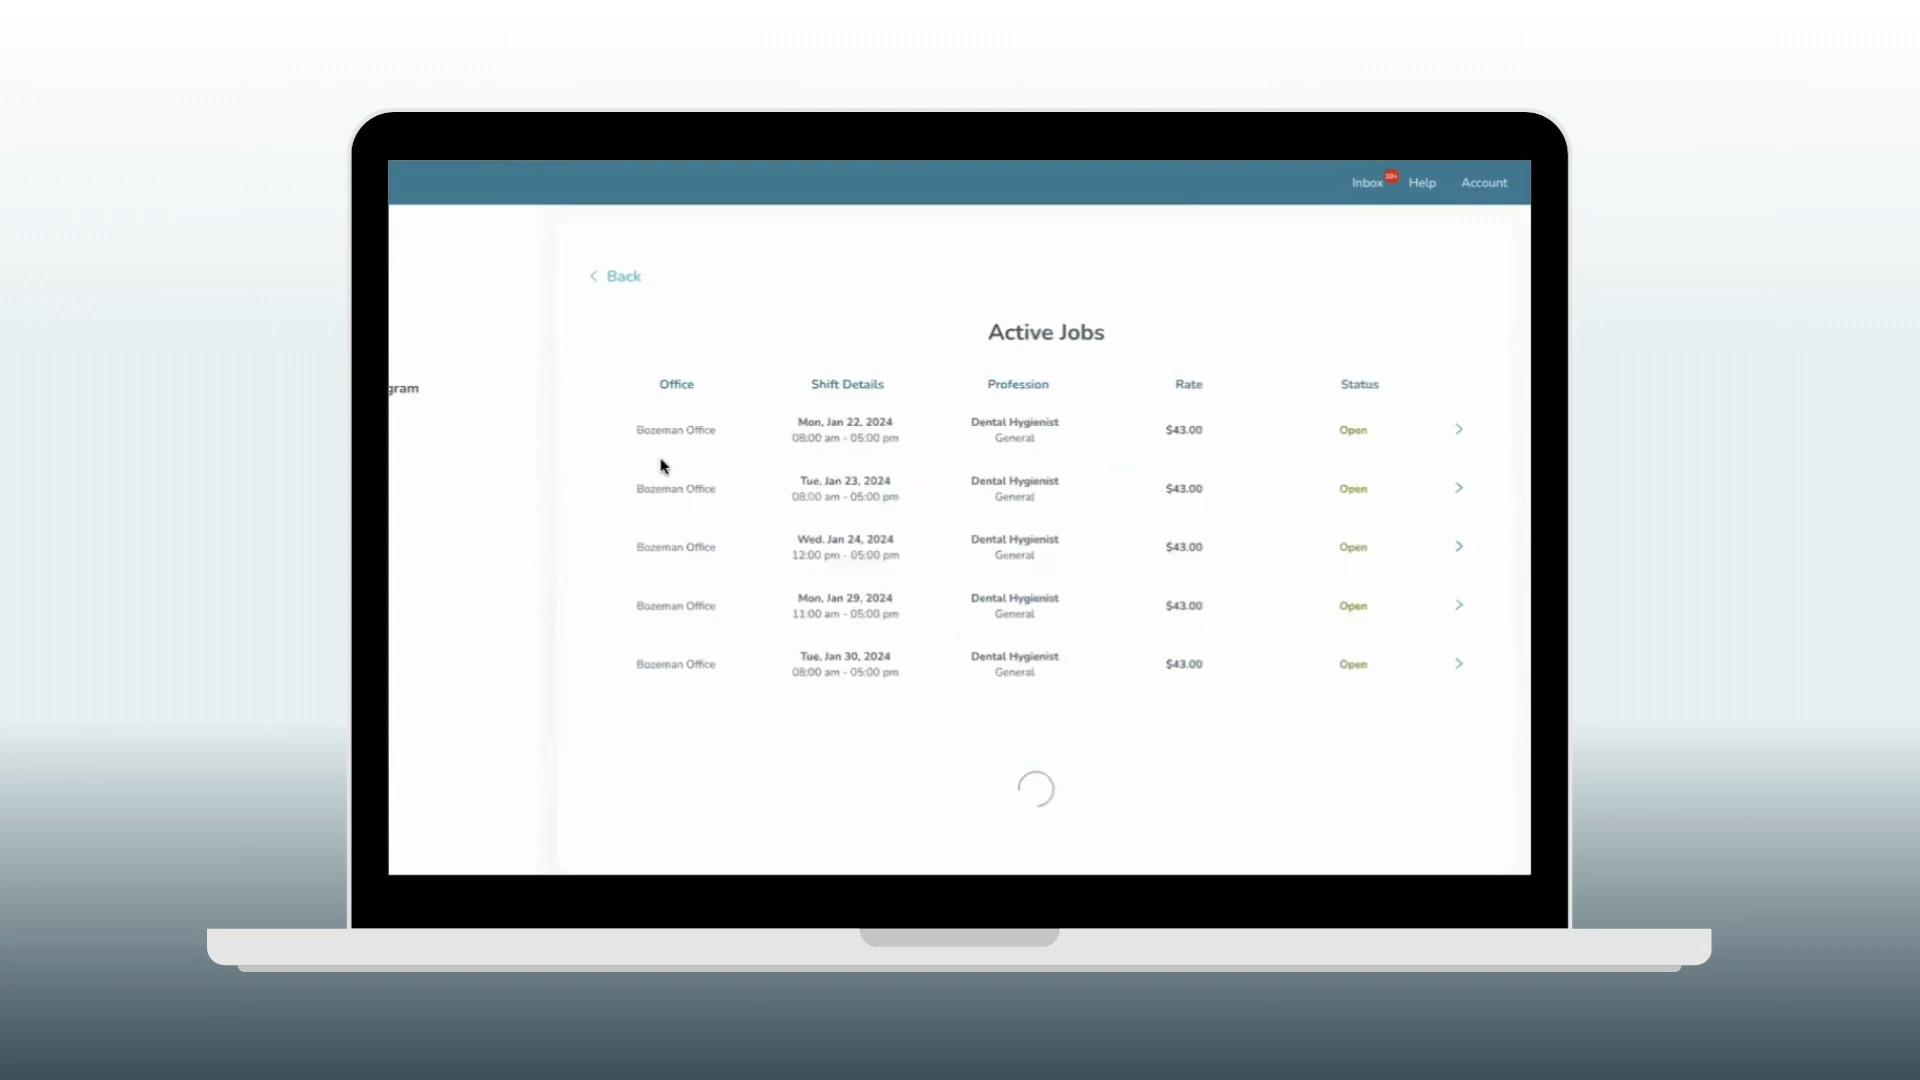 Inbox 10+ Help Account
Back
gram
Active Jobs
Office Shift Details Profession Rate Status
Bozeman Office Mon, Jan 22, 2024 Dental Hygienist $43.00 Open
08:00 am - 05:00 pm General
Bozeman Office Tue, Jan 23, 2024 Dental Hygienist $43.00 Open
08:00 am - 05:00 pm General
Bozeman Office Wed, Jan 24, 2024 Dental Hygienist $43.00 Open
12:00 pm - 05:00 pm General
Bozeman Office Mon, Jan 29, 2024 Dental Hygienist $43.00 Open
11:00 am - 05:00 pm General
Bozeman Office Tue, Jan 30, 2024 Dental Hygienist $43.00 Open
08:00 am - 05:00 pm General